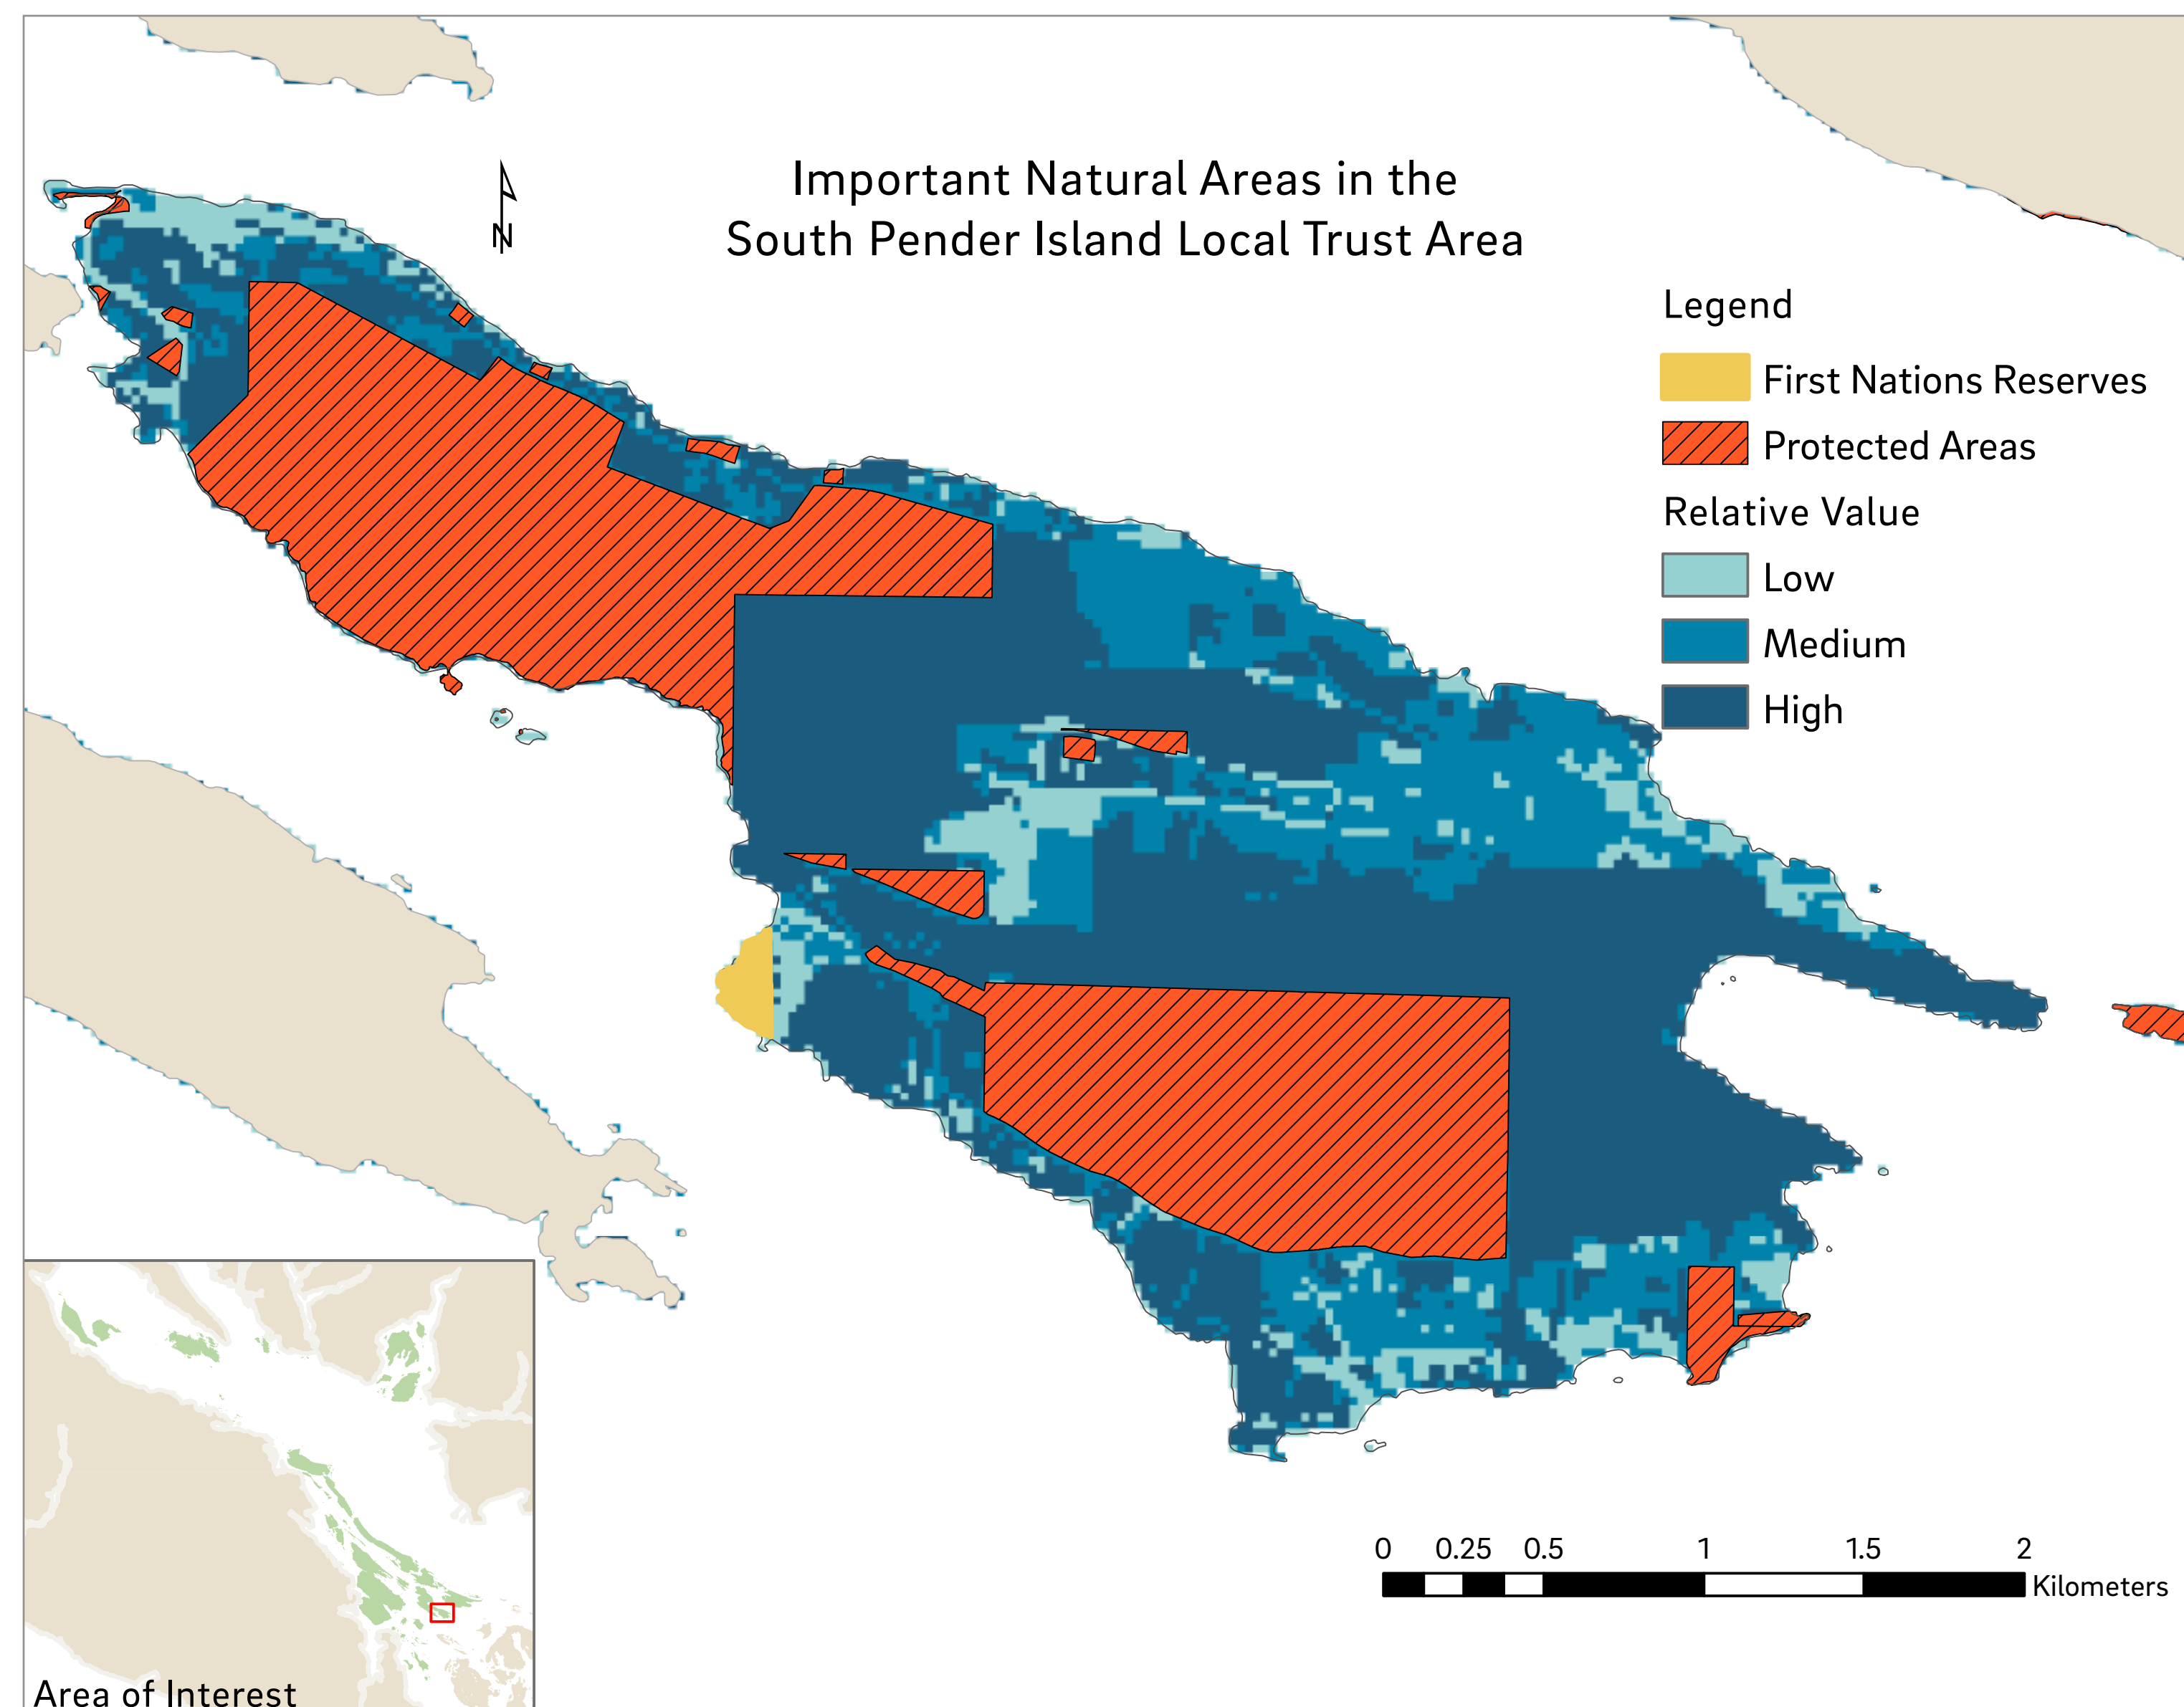 Important Natural Areas in the
South Pender Island Local Trust Area
N
Legend
First Nations Reserves
Protected Areas
Relative Value
Low
Medium
High
0 0.25 0.5 1 1.5 2
Kilometers
Area of Interest